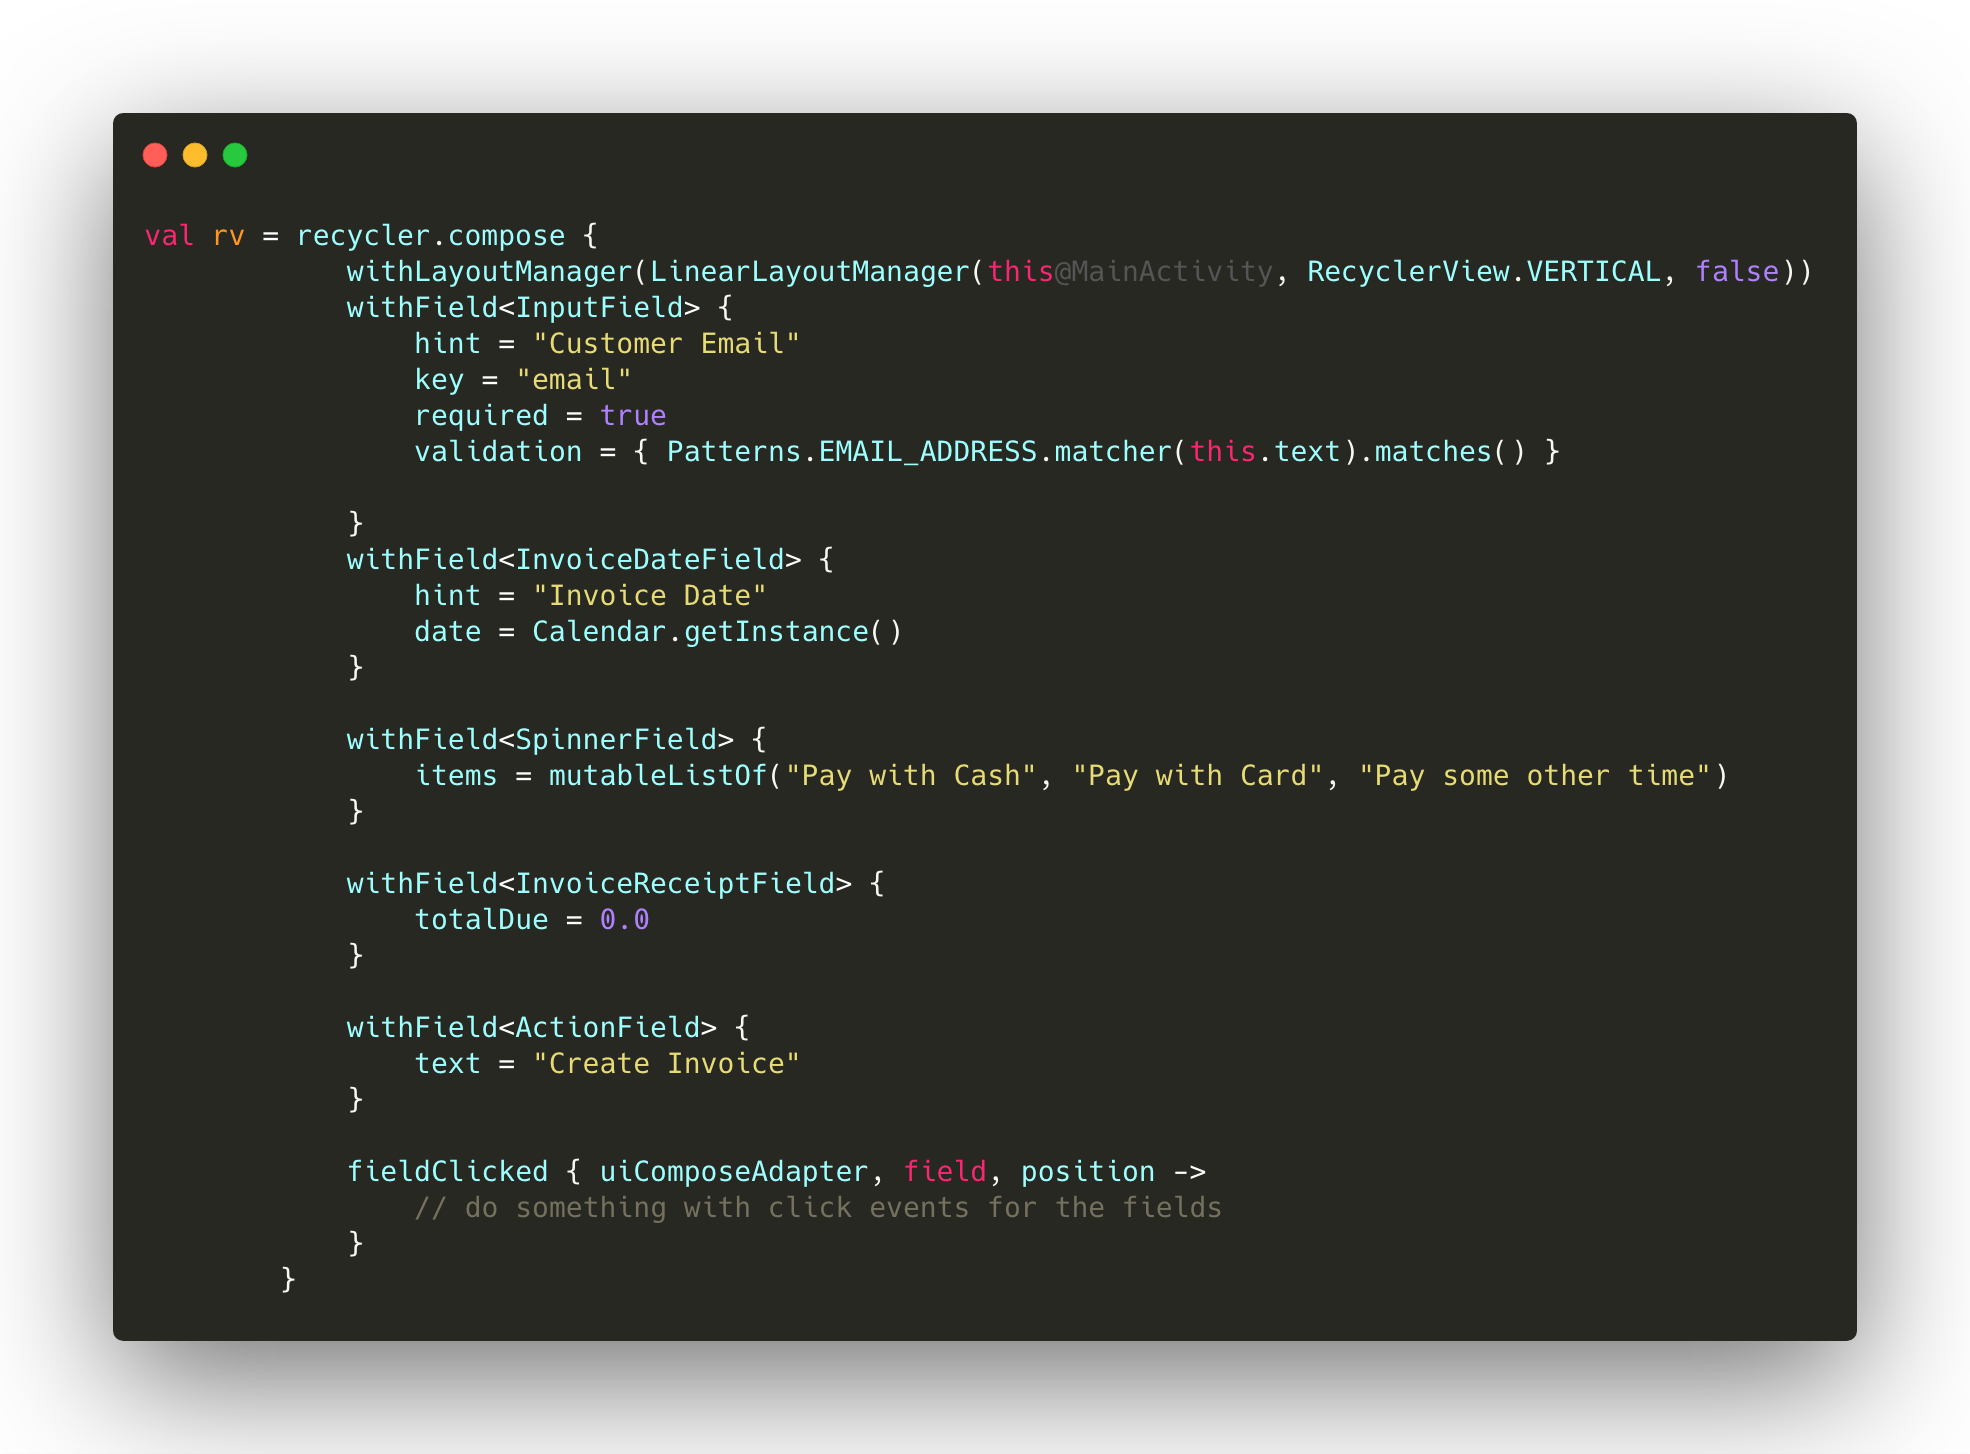 val rv = recycler.compose {
            withLayoutManager(LinearLayoutManager(this@MainActivity, RecyclerView.VERTICAL, false))
            withField<InputField> {
                hint = "Customer Email"
                key = "email"
                required = true
                validation = { Patterns.EMAIL_ADDRESS.matcher(this.text).matches() }

            }
            withField<InvoiceDateField> {
                hint = "Invoice Date"
                date = Calendar.getInstance()
            }

            withField<SpinnerField> {
                items = mutableListOf("Pay with Cash", "Pay with Card", "Pay some other time")
            }

            withField<InvoiceReceiptField> {
                totalDue = 0.0
            }

            withField<ActionField> {
                text = "Create Invoice"
            }

            fieldClicked { uiComposeAdapter, field, position ->
                // do something with click events for the fields
            }
        }